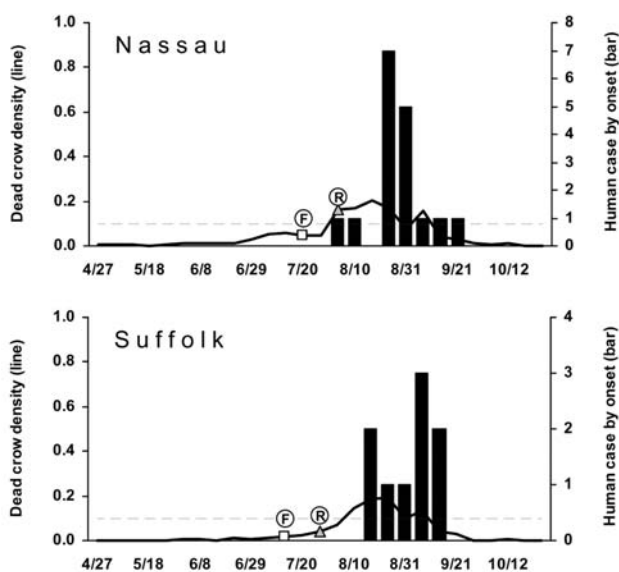 Nassau
Dead crow density (line)
1.0
0.8
0.6
0.4
0.2
0.0
F
R
8
7
6
5
4
3
2
1
0
Human case by onset (bar)
4/27 5/18 6/8 6/29 7/20 8/10 8/31 9/21 10/12
Suffolk
Dead crow density (line)
1.0
0.8
0.6
0.4
0.2
0.0
F
R
4
3
2
1
0
Human case by onset (bar)
4/27 5/18 6/8 6/29 7/20 8/10 8/31 9/21 10/12